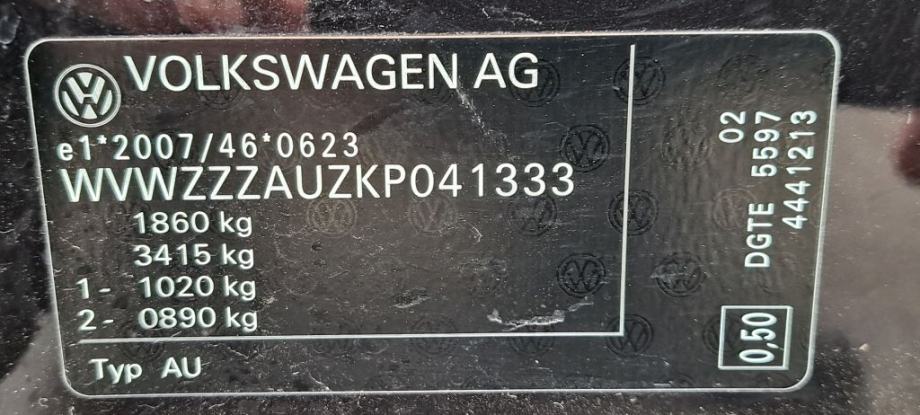 VOLKSWAGEN AG
e1*2007/46*0623
WVWZZZAUZKP041333
1860 kg
3415 kg
1- 1020 kg
2- 0890 kg
Typ AU
02
DGTE 5597
4441213
0,50